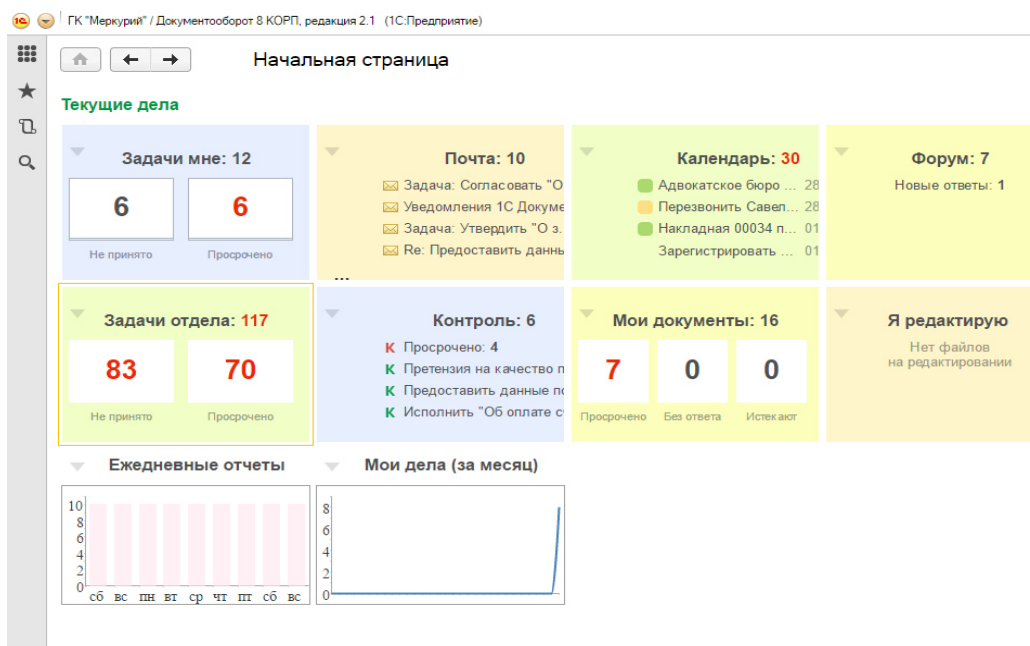 1С ГК "Меркурий" / Документооборот 8 КОРП, редакция 2.1 (1С:Предприятие)
Начальная страница
Текущие дела
Задачи мне: 12
6 6
Не принято Просрочено
Почта: 10
Задача: Согласовать "О
Уведомления 1С Докуме
Задача: Утвердить "О з.
Re: Предоставить данны
...
Календарь: 30
Адвокатское бюро ... 28
Перезвонить Савел... 28
Накладная 00034 п... 01
Зарегистрировать ... 01
Форум: 7
Новые ответы: 1
Задачи отдела: 117
83 70
Не принято Просрочено
Контроль: 6
К Просрочено: 4
К Претензия на качество п
К Предоставить данные по
К Исполнить "Об оплате с
Мои документы: 16
7 0 0
Просрочено Без ответа Истекают
Я редактирую
Нет файлов
на редактировании
Ежедневные отчеты
10
8
6
4
2
0
сб вс пн вт ср чт пт сб вс
Мои дела (за месяц)
8
6
4
2
0